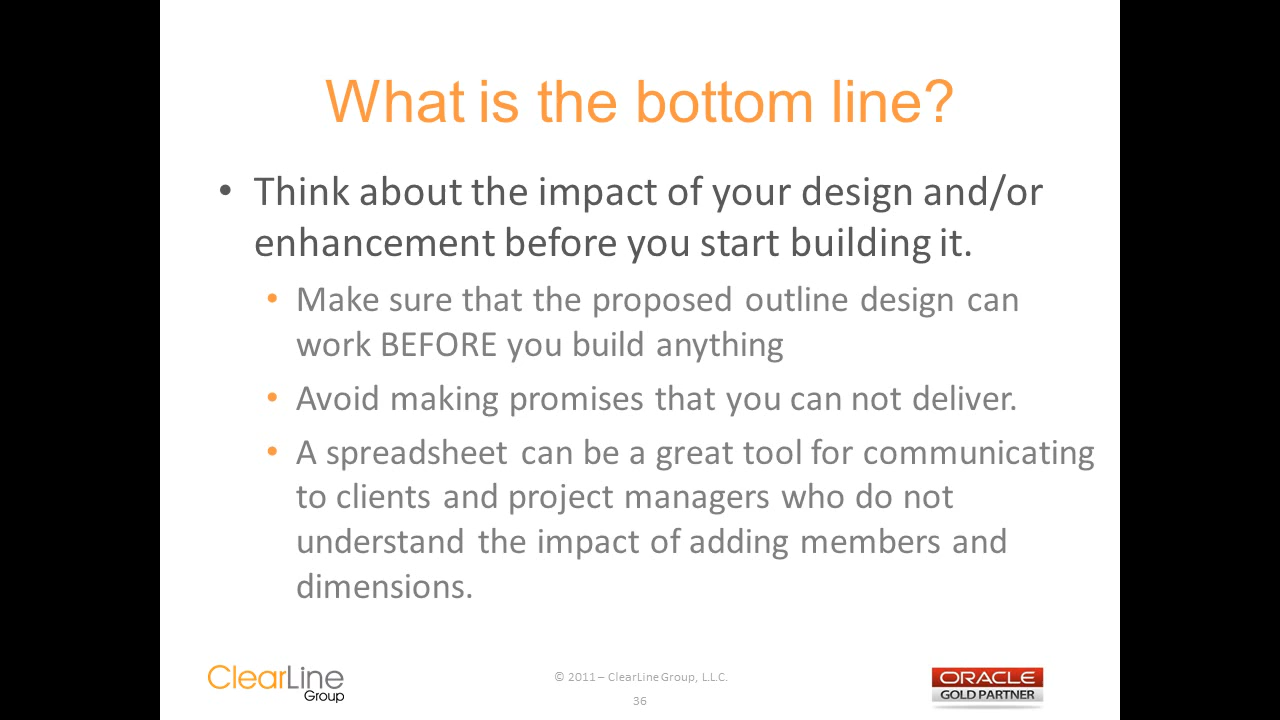 What is the bottom line?
• Think about the impact of your design and/or
enhancement before you start building it.
• Make sure that the proposed outline design can
work BEFORE you build anything
• Avoid making promises that you can not deliver.
• A spreadsheet can be a great tool for communicating
to clients and project managers who do not
understand the impact of adding members and
dimensions.
ClearLine
Group
© 2011 – ClearLine Group, L.L.C.
36
ORACLE
GOLD PARTNER